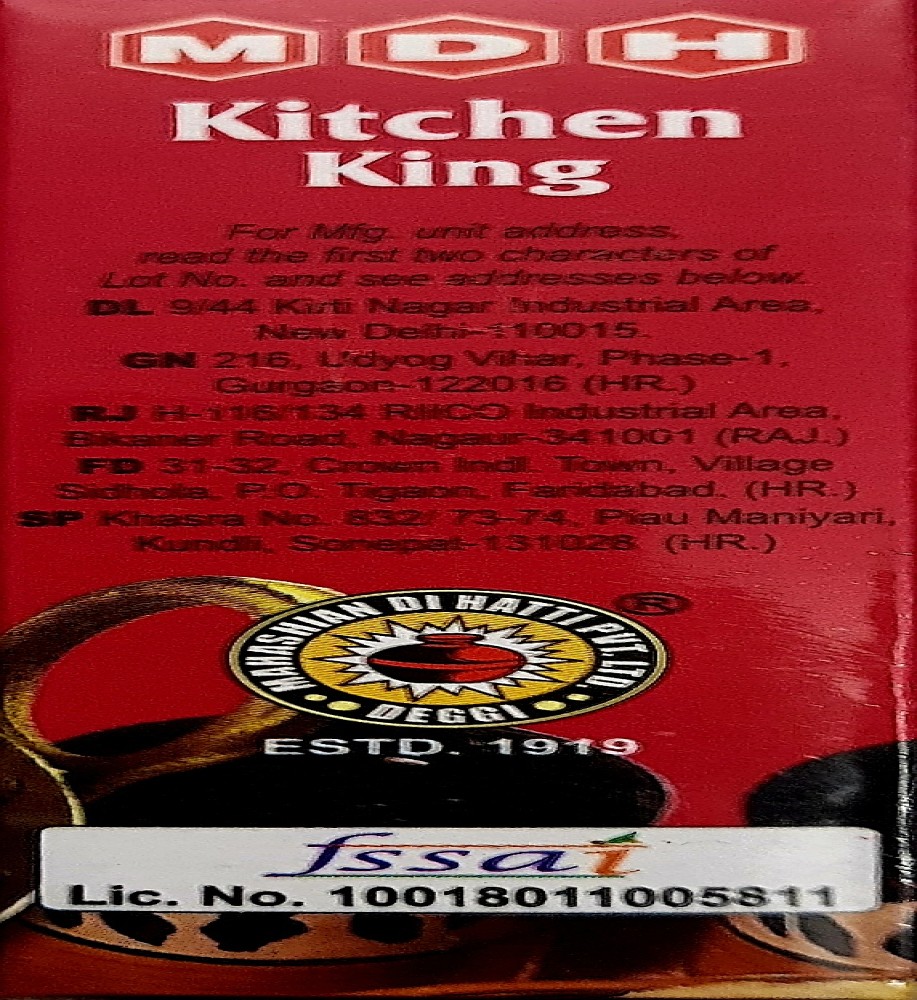 MDH
Kitchen
King
For Mfg. unit address,
read the first two characters of
Lot No. and see addresses below.
DL 9/44 Kirti Nagar Industrial Area,
New Delhi-110015.
GN 216, Udyog Vihar, Phase-1,
Gurgaon-122016 (HR.)
RJ H-116/134 RIICO Industrial Area,
Bikaner Road, Nagaur-341001 (RAJ.)
FD 31-32, Crown Indl. Town, Village
Sidhola, P.O. Tigaon, Faridabad, (HR.)
SP Khasra No. 832/ 73-74, Piau Maniyari,
Kundli, Sonepat-131028 (HR.)
MAHASHIAN DI HATTI PVT. LTD. ®
DEGGI
ESTD. 1919
fssai
Lic. No. 10018011005811